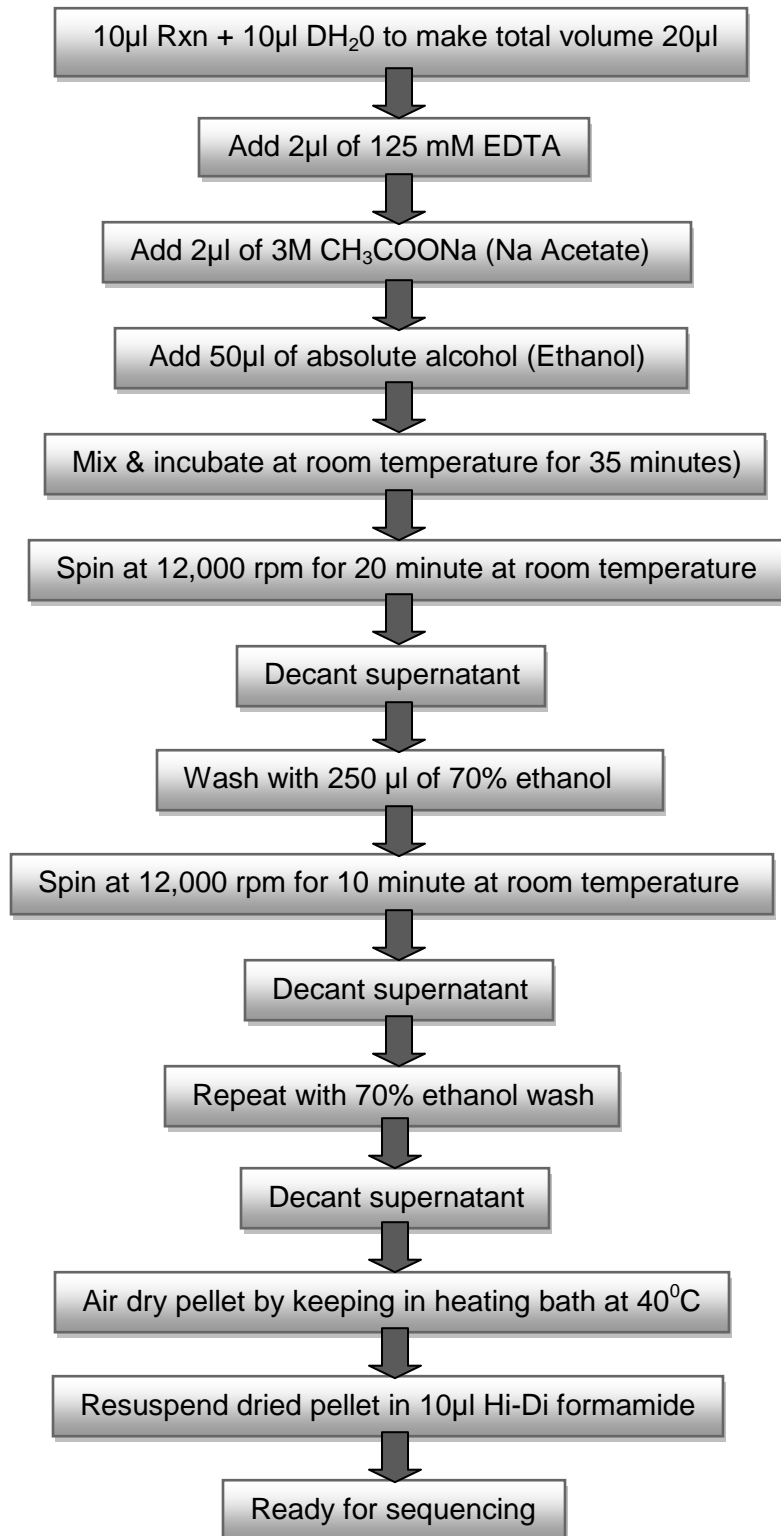 10µl Rxn + 10µl DH₂0 to make total volume 20µl
Add 2µl of 125 mM EDTA
Add 2µl of 3M CH₃COONa (Na Acetate)
Add 50µl of absolute alcohol (Ethanol)
Mix & incubate at room temperature for 35 minutes)
Spin at 12,000 rpm for 20 minute at room temperature
Decant supernatant
Wash with 250 µl of 70% ethanol
Spin at 12,000 rpm for 10 minute at room temperature
Decant supernatant
Repeat with 70% ethanol wash
Decant supernatant
Air dry pellet by keeping in heating bath at 40⁰C
Resuspend dried pellet in 10µl Hi-Di formamide
Ready for sequencing